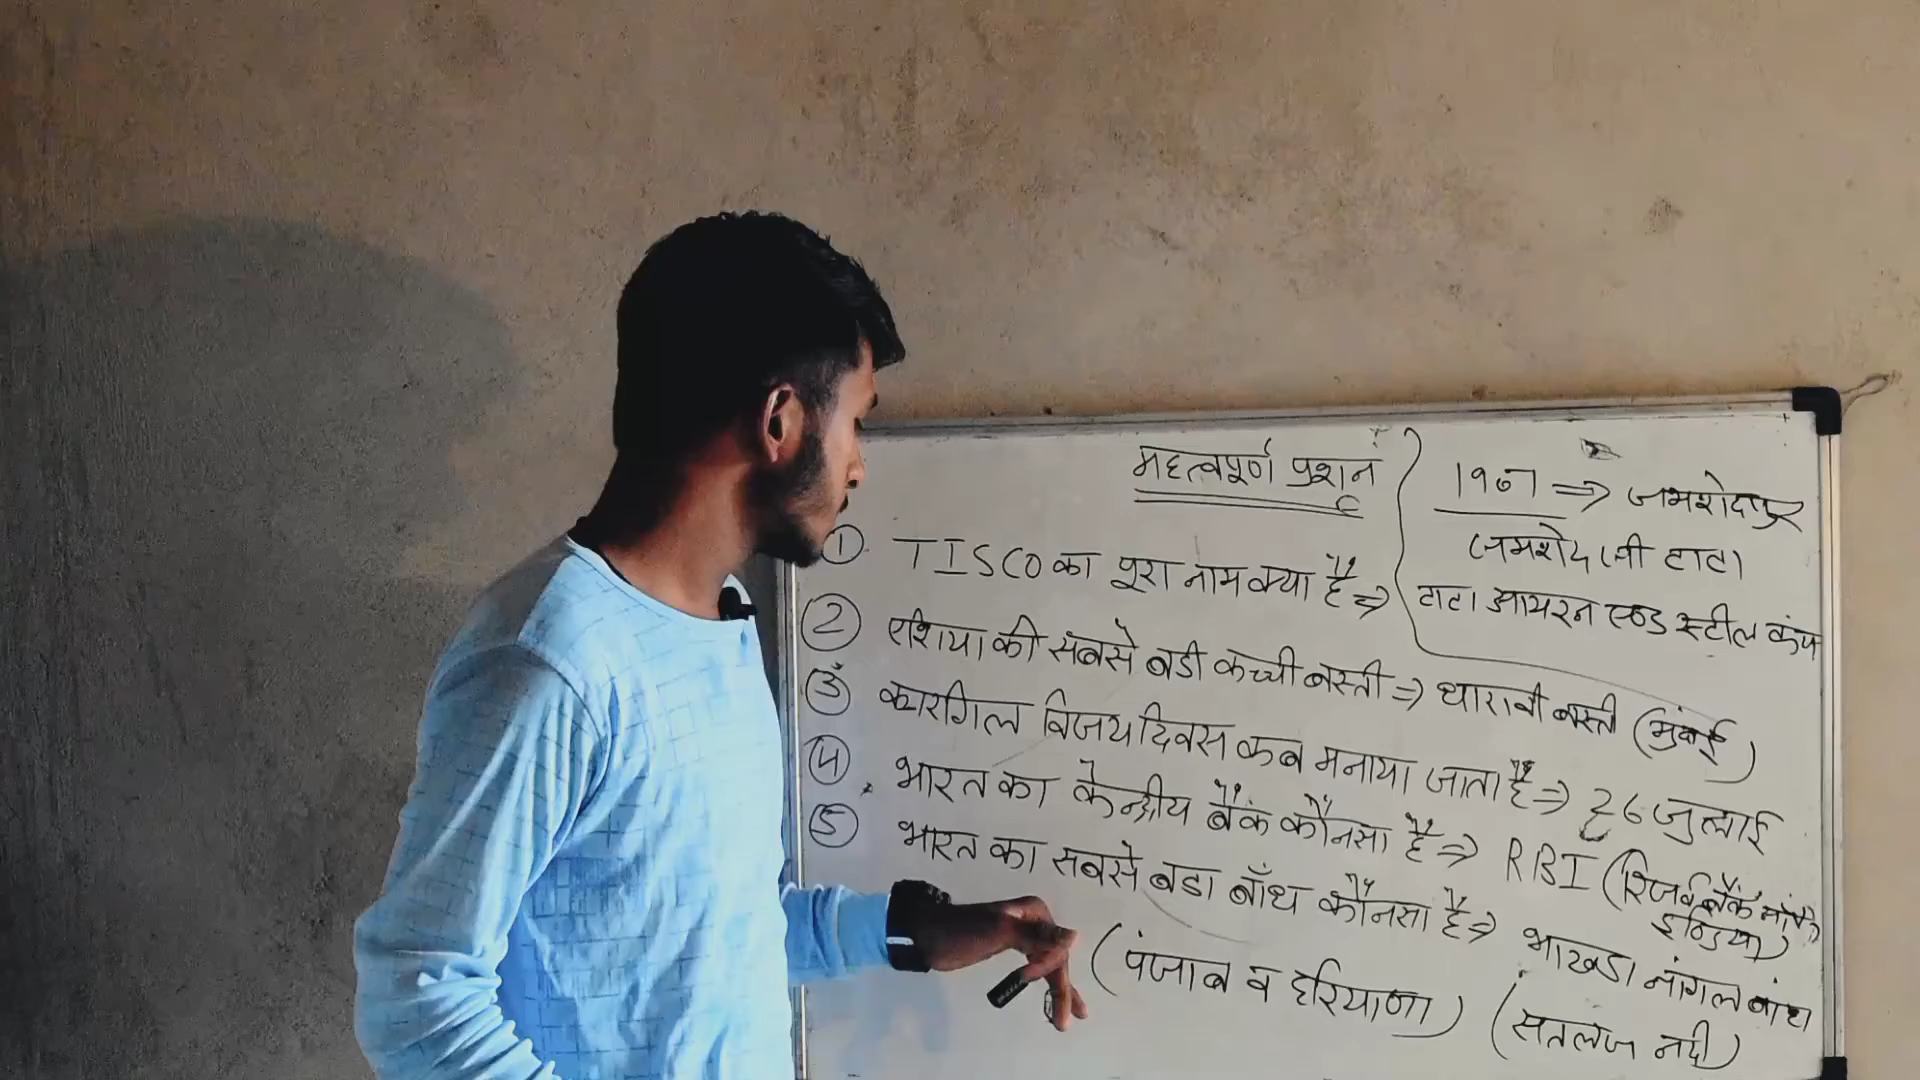 महत्वपूर्ण प्रशन
1907 ⇒ जमशेदपुर
जमशेद जी टाटा
① TISCO का पूरा नाम क्या है ⇒ टाटा आयरन एण्ड स्टील कंप
② एशिया की सबसे बडी कच्ची बस्ती ⇒ धारावी बस्ती (मुंबई)
③ कारगिल विजय दिवस कब मनाया जाता है ⇒ 26 जुलाई
④ भारत का केन्द्रीय बैंक कौनसा है ⇒ RBI (रिजर्व बैंक ऑफ
इण्डिया)
⑤ भारत का सबसे बडा बाँध कौनसा है ⇒ भाखडा नांगल बांध
(पंजाब व हरियाणा) (सतलज नदी)